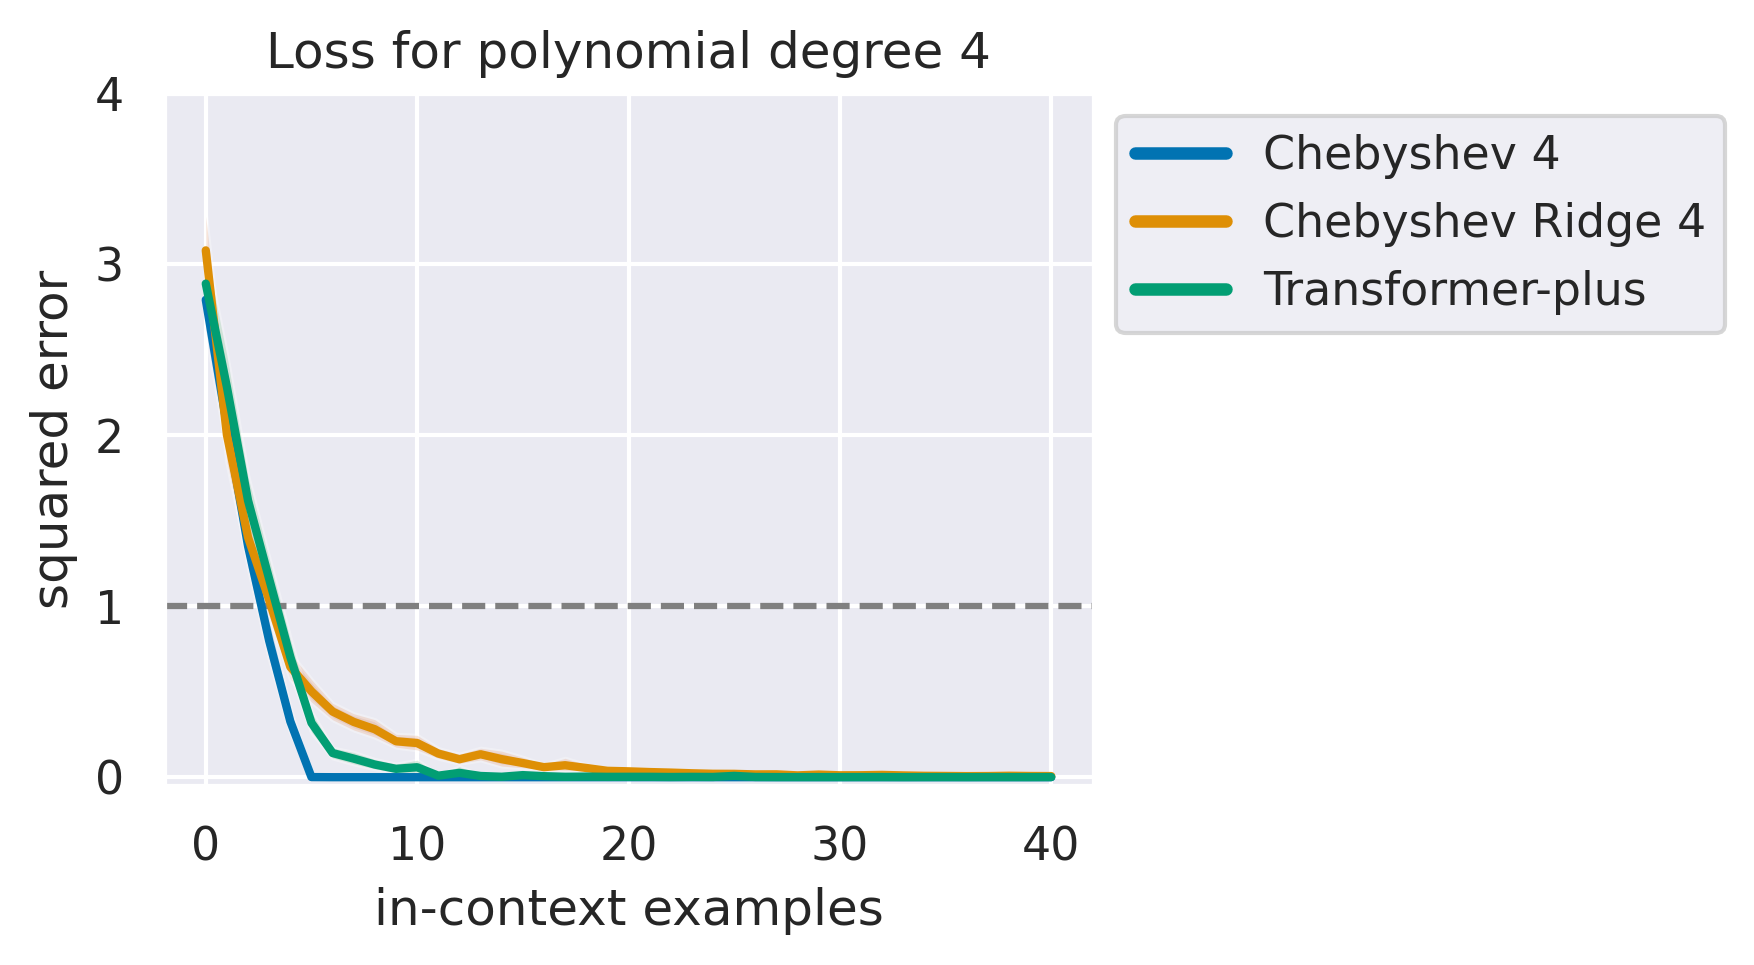 Loss for polynomial degree 4
4
3
2
1
0
squared error
0 10 20 30 40
in-context examples
Chebyshev 4
Chebyshev Ridge 4
Transformer-plus